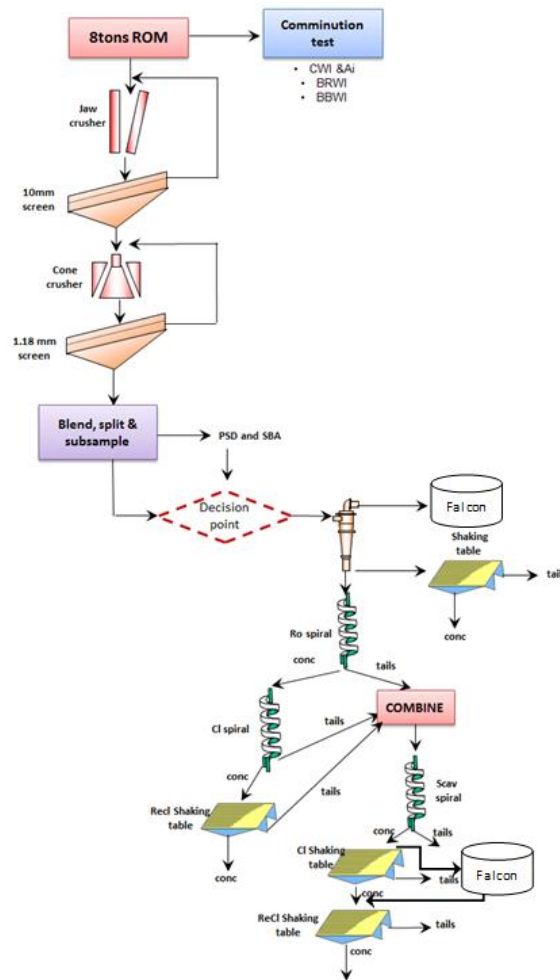 8tons ROM
Comminution
test
• CWI &Ai
• BRWI
• BBWI
Jaw
crusher
10mm
screen
Cone
crusher
1.18 mm
screen
Blend, split &
subsample
PSD and SBA
Decision
point
Falcon
Shaking
table
tails
conc
Ro spiral
conc
tails
COMBINE
Cl spiral
tails
conc
Recl Shaking
table
tails
conc
Scav
spiral
conc
tails
Cl Shaking
table
tails
conc
Falcon
ReCl Shaking
table
tails
conc